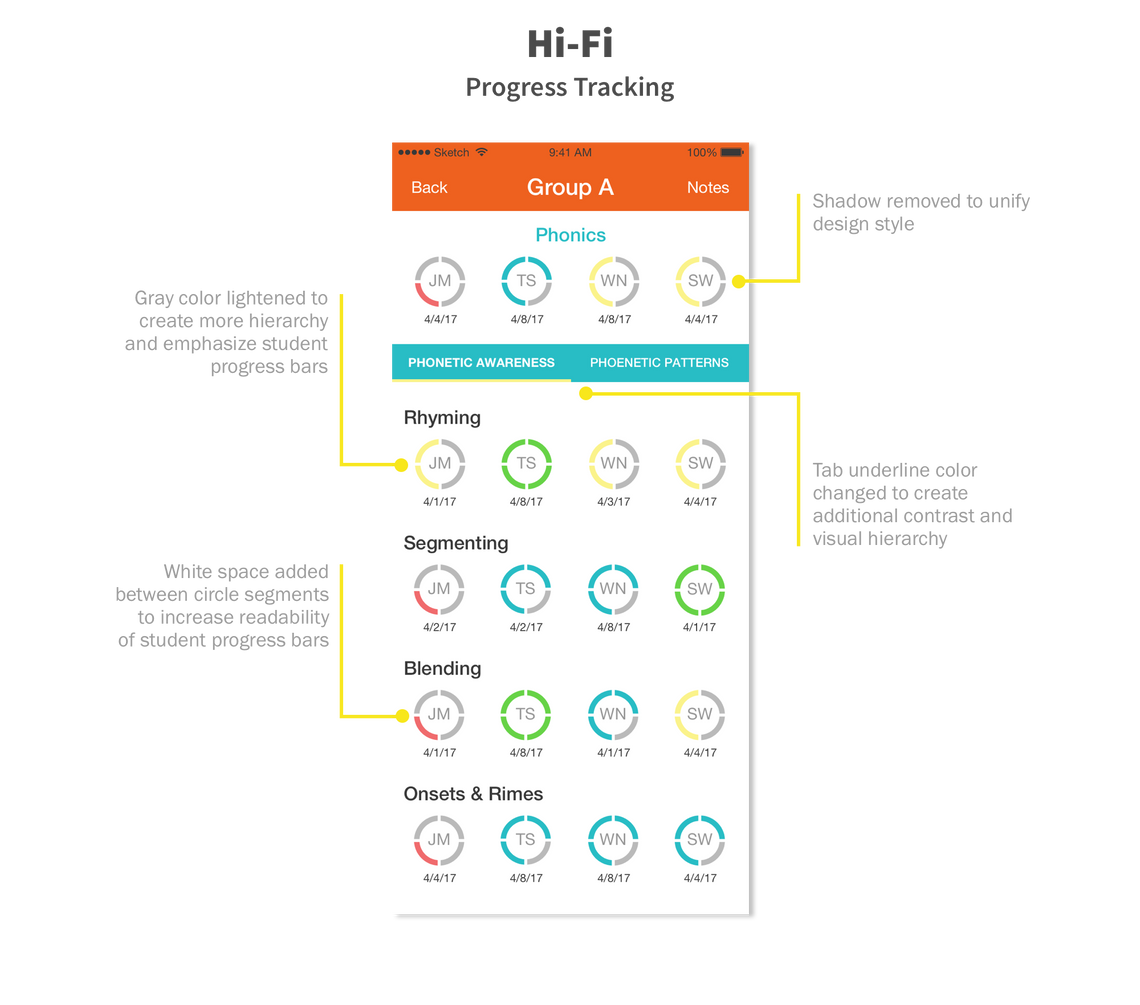 Hi-Fi
Progress Tracking
Sketch 9:41 AM 100%
Back Group A Notes
Phonics
JM TS WN SW
4/4/17 4/8/17 4/8/17 4/4/17
PHONETIC AWARENESS PHOENETIC PATTERNS
Rhyming
JM TS WN SW
4/1/17 4/8/17 4/3/17 4/4/17
Segmenting
JM TS WN SW
4/2/17 4/2/17 4/8/17 4/1/17
Blending
JM TS WN SW
4/1/17 4/8/17 4/1/17 4/4/17
Onsets & Rimes
JM TS WN SW
4/4/17 4/8/17 4/8/17 4/4/17
Gray color lightened to
create more hierarchy
and emphasize student
progress bars
White space added
between circle segments
to increase readability
of student progress bars
Shadow removed to unify
design style
Tab underline color
changed to create
additional contrast and
visual hierarchy